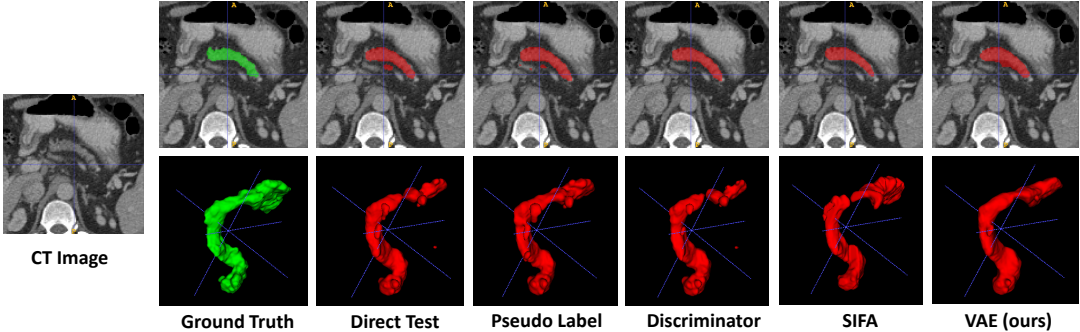 A
A
A
A
A
A
A
CT Image
Ground Truth
Direct Test
Pseudo Label
Discriminator
SIFA
VAE (ours)